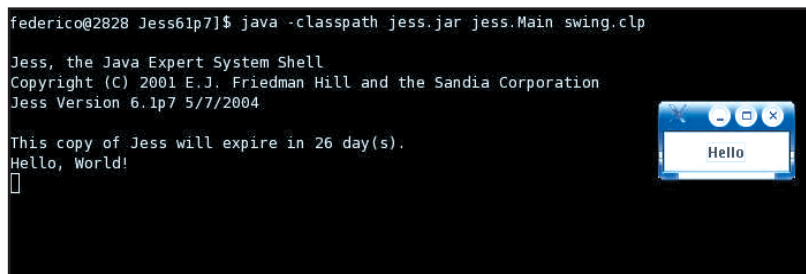 federico@2828 Jess61p7]$ java -classpath jess.jar jess.Main swing.clp
Jess, the Java Expert System Shell
Copyright (C) 2001 E.J. Friedman Hill and the Sandia Corporation
Jess Version 6.1p7 5/7/2004
This copy of Jess will expire in 26 day(s).
Hello, World!
Hello